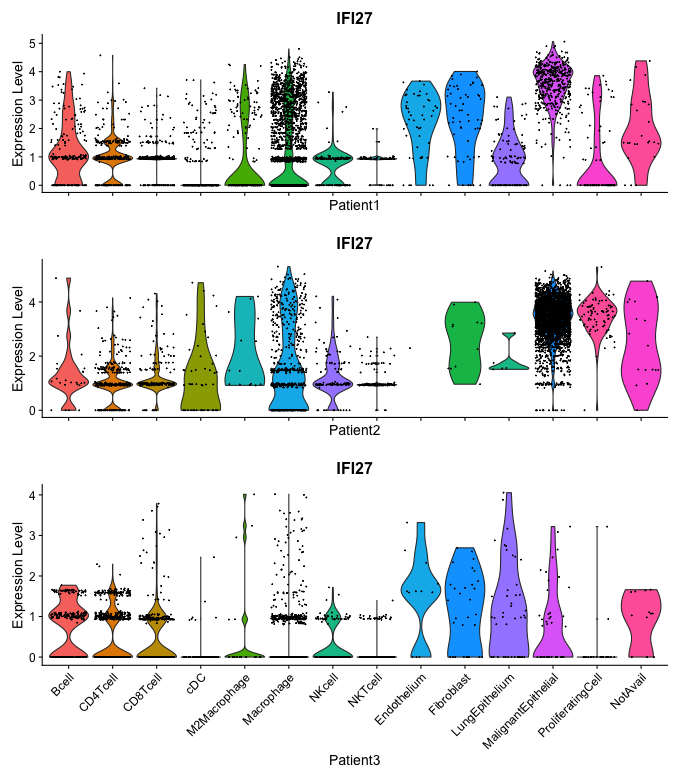 IFI27
Expression Level
5
4
3
2
1
0
Patient1
IFI27
Expression Level
4
2
0
Patient2
IFI27
Expression Level
4
3
2
1
0
Bcell
CD4Tcell
CD8Tcell
cDC
M2Macrophage
Macrophage
NKcell
NKTcell
Endothelium
Fibroblast
LungEpithelium
MalignantEpithelial
ProliferatingCell
NotAvail
Patient3